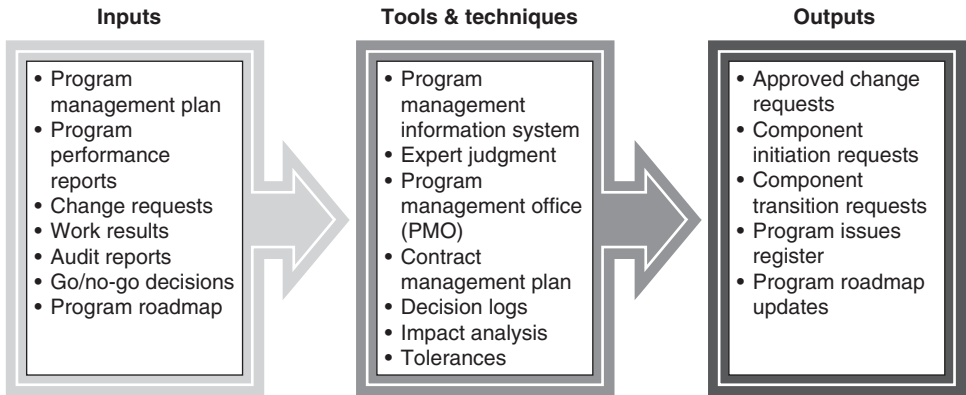 Inputs
• Program
management plan
• Program
performance
reports
• Change requests
• Work results
• Audit reports
• Go/no-go decisions
• Program roadmap
Tools & techniques
• Program
management
information system
• Expert judgment
• Program
management office
(PMO)
• Contract
management plan
• Decision logs
• Impact analysis
• Tolerances
Outputs
• Approved change
requests
• Component
initiation requests
• Component
transition requests
• Program issues
register
• Program roadmap
updates